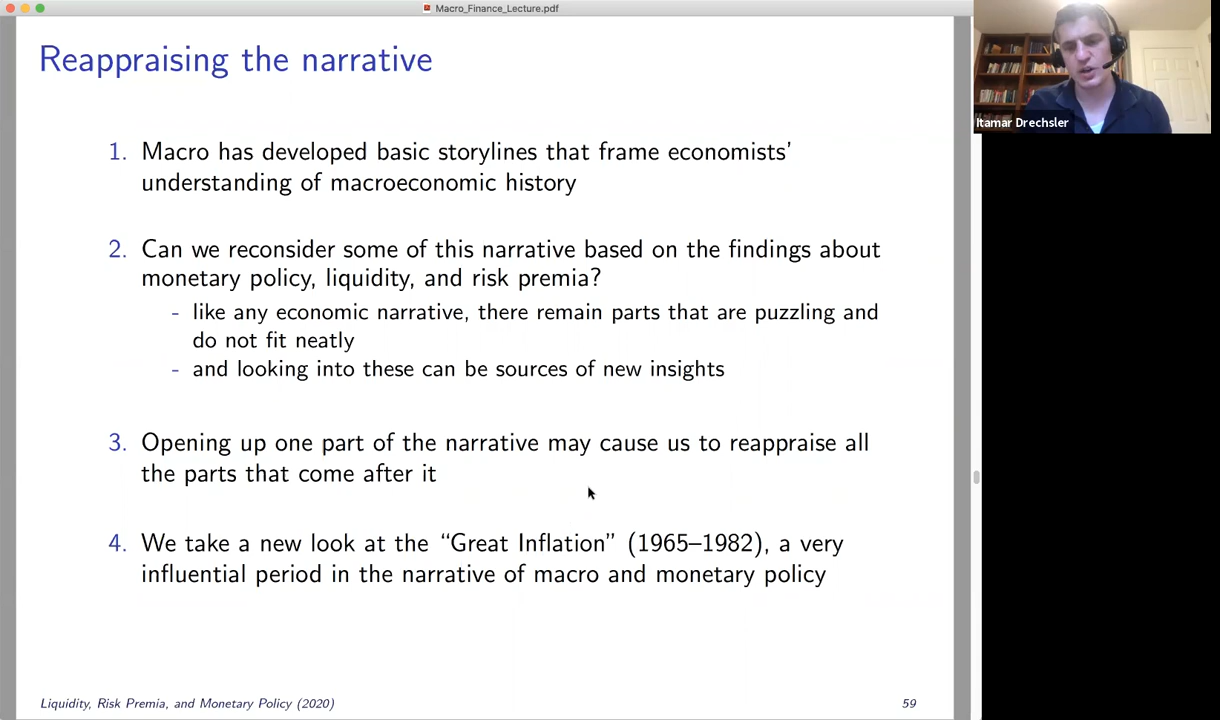 Macro_Finance_Lecture.pdf
Reappraising the narrative
1. Macro has developed basic storylines that frame economists'
understanding of macroeconomic history
2. Can we reconsider some of this narrative based on the findings about
monetary policy, liquidity, and risk premia?
- like any economic narrative, there remain parts that are puzzling and
do not fit neatly
- and looking into these can be sources of new insights
3. Opening up one part of the narrative may cause us to reappraise all
the parts that come after it
4. We take a new look at the “Great Inflation” (1965–1982), a very
influential period in the narrative of macro and monetary policy
Liquidity, Risk Premia, and Monetary Policy (2020)
59
Itamar Drechsler